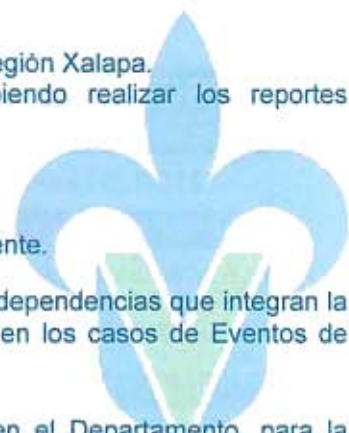 egión Xalapa.
iendo realizar los reportes
ente.
dependencias que integran la
en los casos de Eventos de
en el Departamento, para la